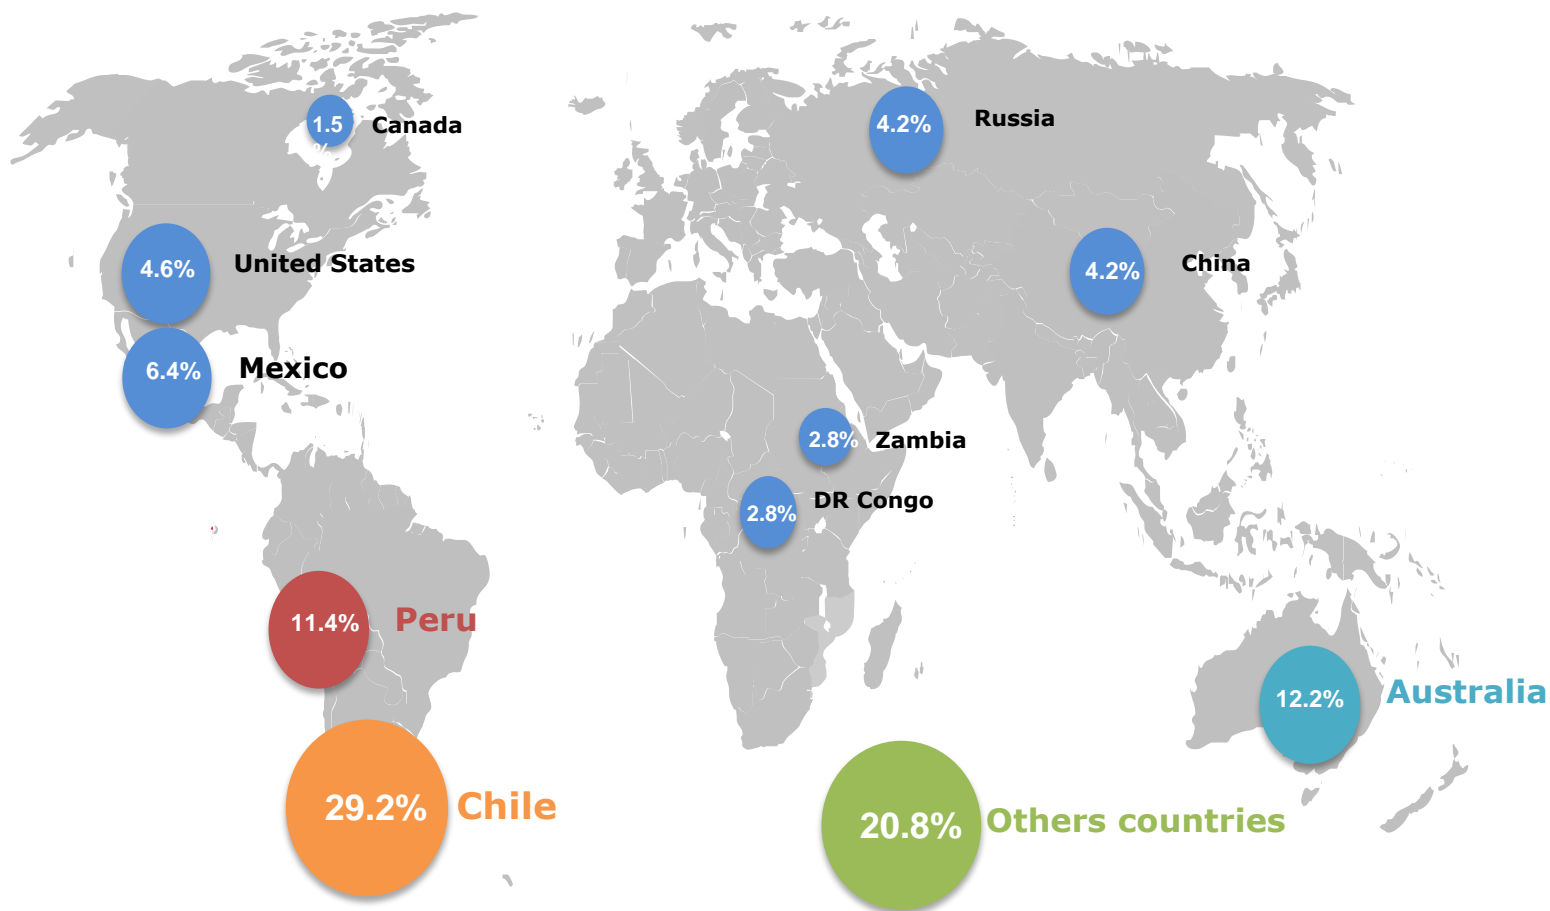 1.5
%
Canada
4.2%
Russia
4.6%
United States
4.2%
China
6.4%
Mexico
2.8%
Zambia
2.8%
DR Congo
11.4%
Peru
12.2%
Australia
29.2%
Chile
20.8%
Others countries